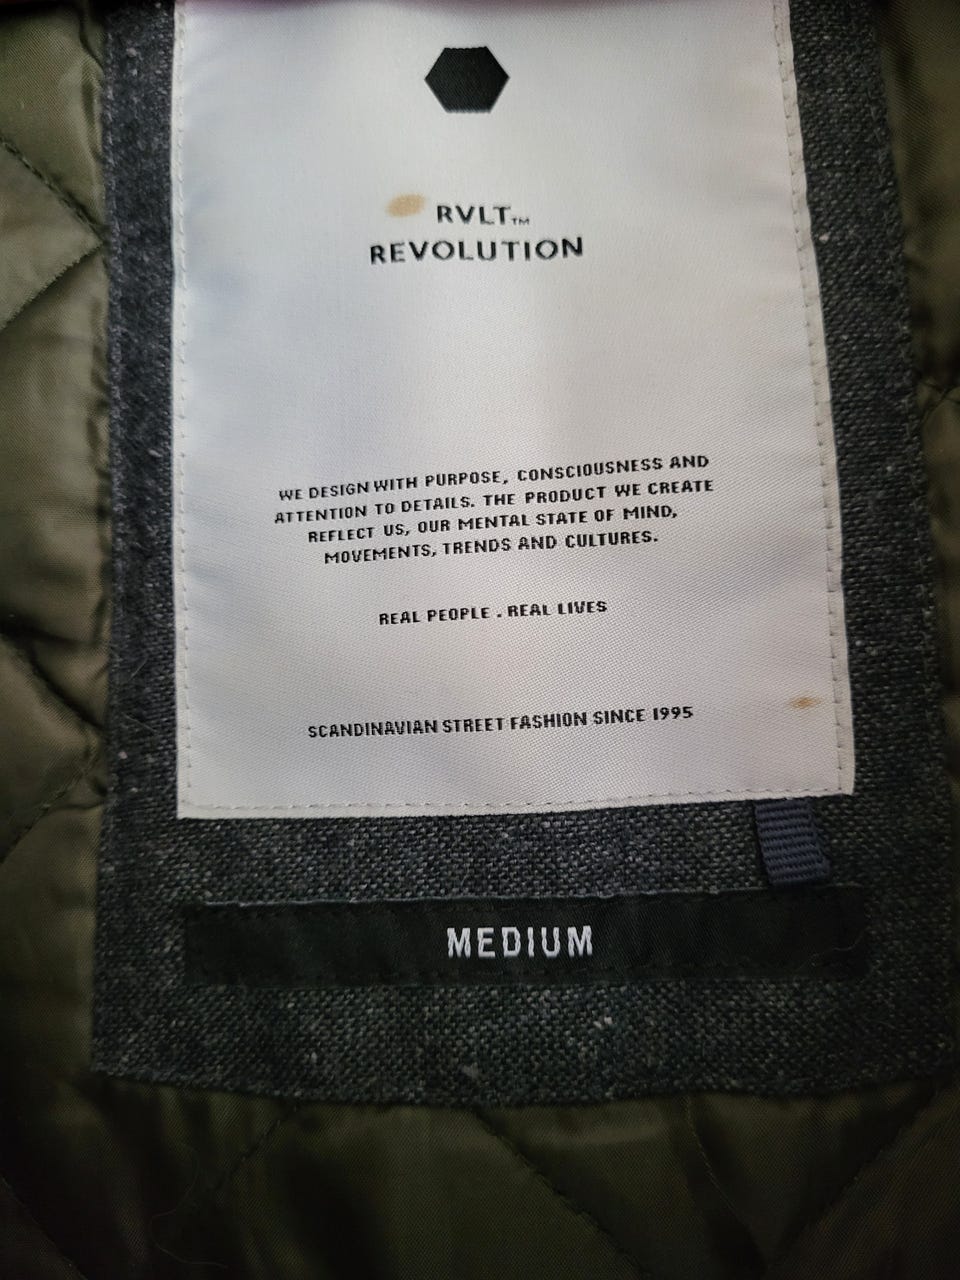 RVLT™
REVOLUTION
WE DESIGN WITH PURPOSE, CONSCIOUSNESS AND
ATTENTION TO DETAILS. THE PRODUCT WE CREATE
REFLECT US, OUR MENTAL STATE OF MIND,
MOVEMENTS, TRENDS AND CULTURES.
REAL PEOPLE . REAL LIVES
SCANDINAVIAN STREET FASHION SINCE 1995
MEDIUM